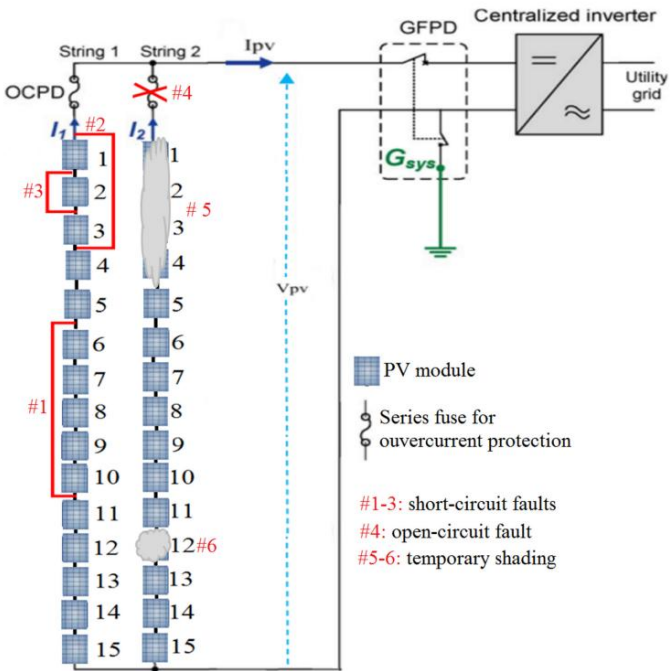 Centralized inverter
GFPD
String 1
String 2
Ipv
OCPD
#4
Utility
grid
I1
#2
I2
Gsys
#3
1
2
3
4
5
6
7
8
9
10
11
12
13
14
15
#1
1
2
3
4
5
6
7
8
9
10
11
12
13
14
15
# 5
#6
Vpv
PV module
Series fuse for
ouvercurrent protection
#1-3: short-circuit faults
#4: open-circuit fault
#5-6: temporary shading